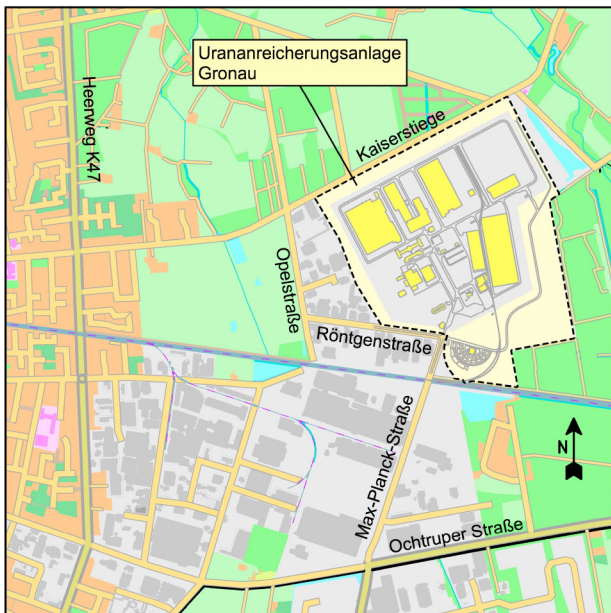 Urananreicherungsanlage
Gronau
Heerweg K47
Kaiserstiege
Opelstraße
Röntgenstraße
Max-Planck-Straße
N
Ochtruper Straße